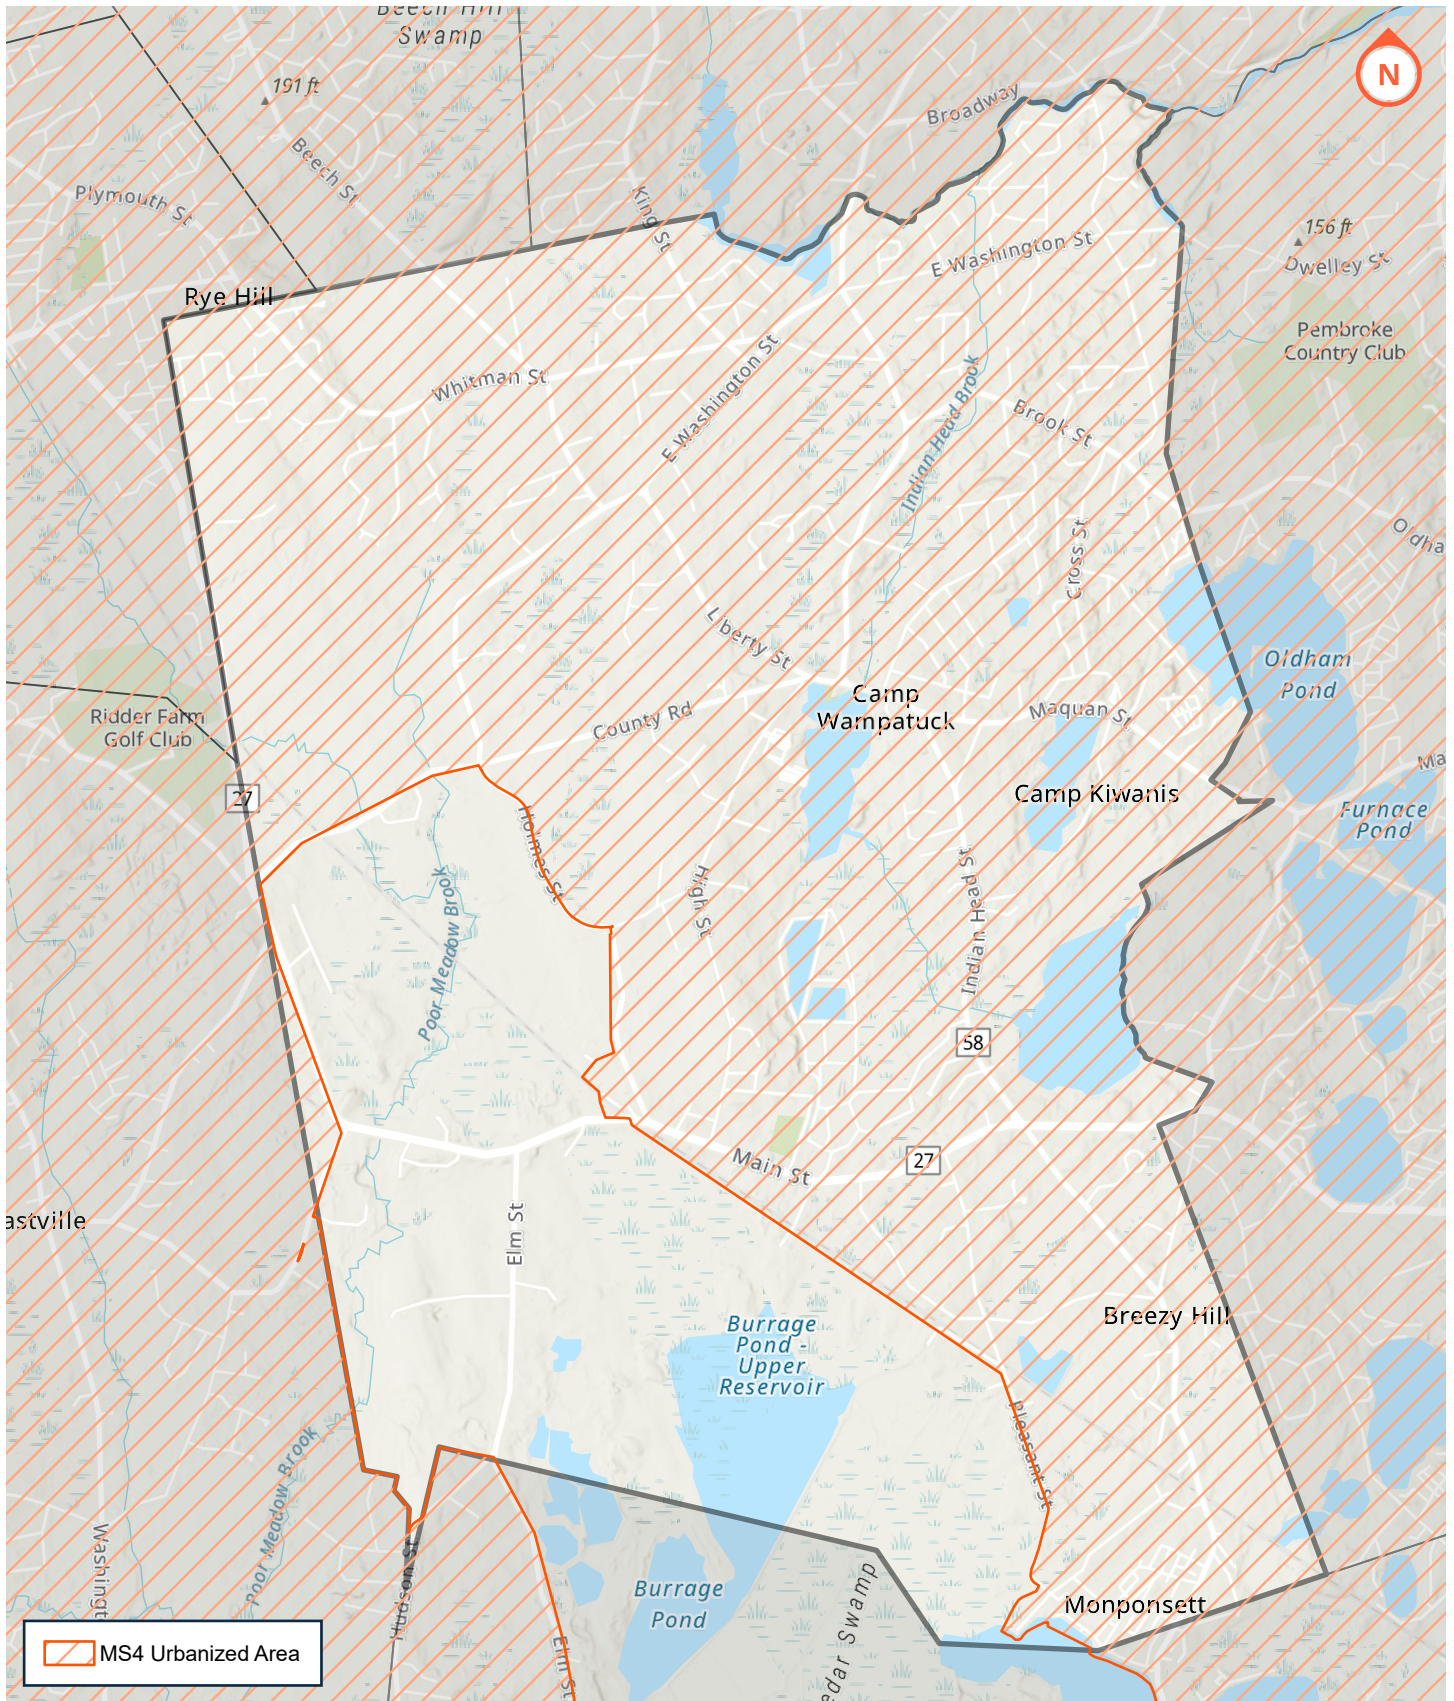 Beech Hill
Swamp
N
191 ft
Broadway
Beech St
Plymouth St
King St
156 ft
E Washington St
Dwelley St
Rye Hill
Pembroke
Country Club
Whitman St
E Washington St
Indian Head Brook
Brook St
Cross St
Liberty St
Oldham
Pond
Camp
Wampatuck
Ridder Farm
Golf Club
County Rd
Maquan St
27
Camp Kiwanis
Furnace
Pond
Holmes St
High St
Poor Meadow Brook
Indian Head St
58
Main St
27
astville
Elm St
Breezy Hill
Burrage
Pond -
Upper
Reservoir
Pleasant St
Poor Meadow Brook
Washingt
Hudson St
Burrage
Pond
edar Swamp
Monponsett
Elm St
MS4 Urbanized Area